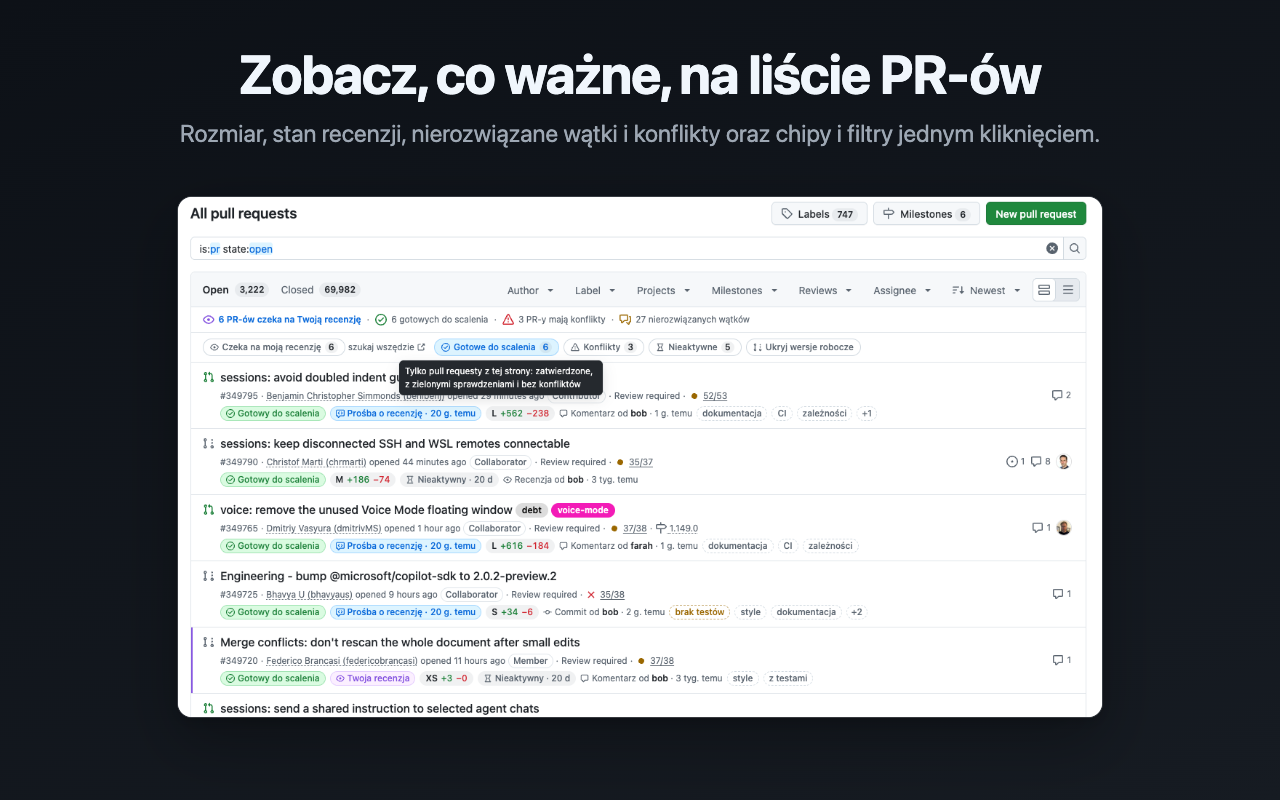 Zobacz, co ważne, na liście PR-ów
Rozmiar, stan recenzji, nierozwiązane wątki i konflikty oraz chipy i filtry jednym kliknięciem.
All pull requests
Labels 747 Milestones 6 New pull request
is:pr state:open
Open 3,222 Closed 69,982 Author Label Projects Milestones Reviews Assignee Newest
6 PR-ów czeka na Twoją recenzję · 6 gotowych do scalenia · 3 PR-y mają konflikty · 27 nierozwiązanych wątków
Czeka na moją recenzję 6 szukaj wszędzie Gotowe do scalenia 6 Konflikty 3 Nieaktywne 5 Ukryj wersje robocze
Tylko pull requesty z tej strony: zatwierdzone,
z zielonymi sprawdzeniami i bez konfliktów
sessions: avoid doubled indent
#349795 · Benjamin Christopher Simmonds (benibenj) opened 29 minutes ago Contributor · Review required · 52/53 2
Gotowy do scalenia Prośba o recenzję · 20 g. temu L +562 −238 Komentarz od bob · 1 g. temu dokumentacja CI zależności +1
sessions: keep disconnected SSH and WSL remotes connectable
#349790 · Christof Marti (chrmarti) opened 44 minutes ago Collaborator · Review required · 35/37 1 8
Gotowy do scalenia M +186 −74 Nieaktywny · 20 d Recenzja od bob · 3 tyg. temu
voice: remove the unused Voice Mode floating window debt voice-mode
#349765 · Dmitriy Vasyura (dmitrivMS) opened 1 hour ago Collaborator · Review required · 37/38 · 1.149.0 1
Gotowy do scalenia Prośba o recenzję · 20 g. temu L +616 −184 Komentarz od farah · 1 g. temu dokumentacja CI zależności
Engineering - bump @microsoft/copilot-sdk to 2.0.2-preview.2
#349725 · Bhavya U (bhavyaus) opened 9 hours ago Collaborator · Review required · 35/38 1
Gotowy do scalenia Prośba o recenzję · 20 g. temu S +34 −6 Commit od bob · 2 g. temu brak testów style dokumentacja +2
Merge conflicts: don't rescan the whole document after small edits
#349720 · Federico Brancasi (federicobrancasi) opened 11 hours ago Member · Review required · 37/38 1
Gotowy do scalenia Twoja recenzja XS +3 −0 Nieaktywny · 20 d Komentarz od bob · 3 tyg. temu style z testami
sessions: send a shared instruction to selected agent chats